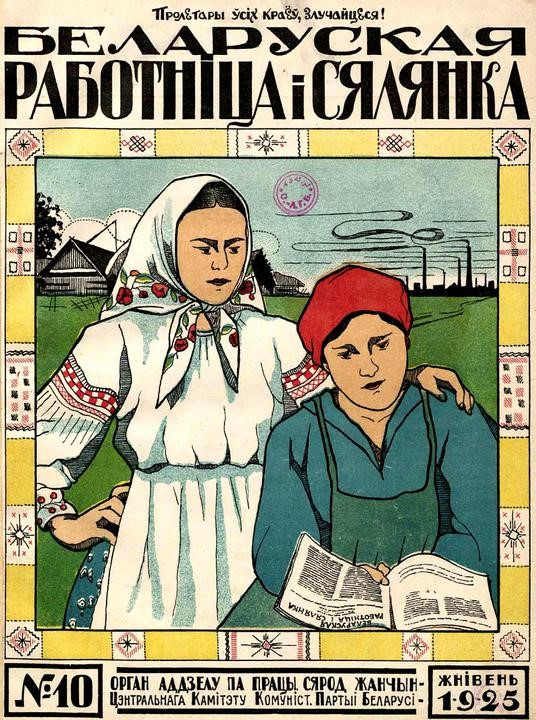 Пролетары ўсіх краёў, злучайцеся!
БЕЛАРУСКАЯ
РАБОТНІЦА і СЯЛЯНКА
БЕЛАРУСКАЯ
РАБОТНІЦА І СЯЛЯНКА
№10
ОРГАН АДДЗЕЛУ ПА ПРАЦЫ СЯРОД ЖАНЧЫН-
ЦЭНТРАЛЬНАГА КАМІТЭТУ КОМУНІСТ. ПАРТЫІ БЕЛАРУСІ-
ЖНІВЕНЬ
1925